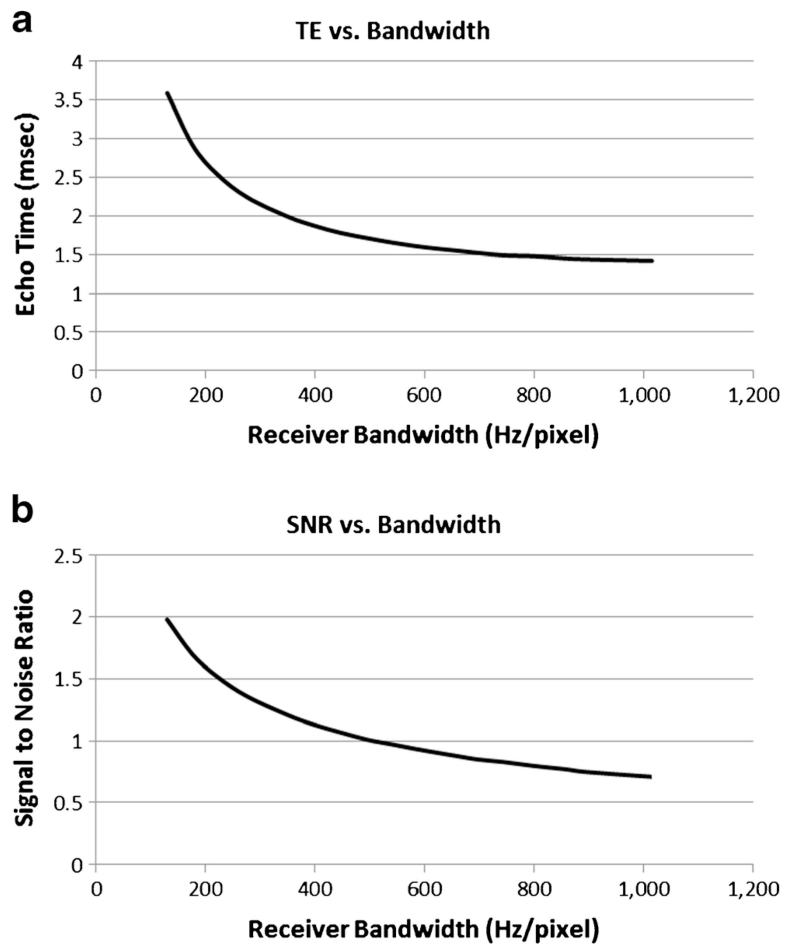 a
TE vs. Bandwidth
4
3.5
3
2.5
2
1.5
1
0.5
0
Echo Time (msec)
0 200 400 600 800 1,000 1,200
Receiver Bandwidth (Hz/pixel)
b
SNR vs. Bandwidth
2.5
2
1.5
1
0.5
0
Signal to Noise Ratio
0 200 400 600 800 1,000 1,200
Receiver Bandwidth (Hz/pixel)